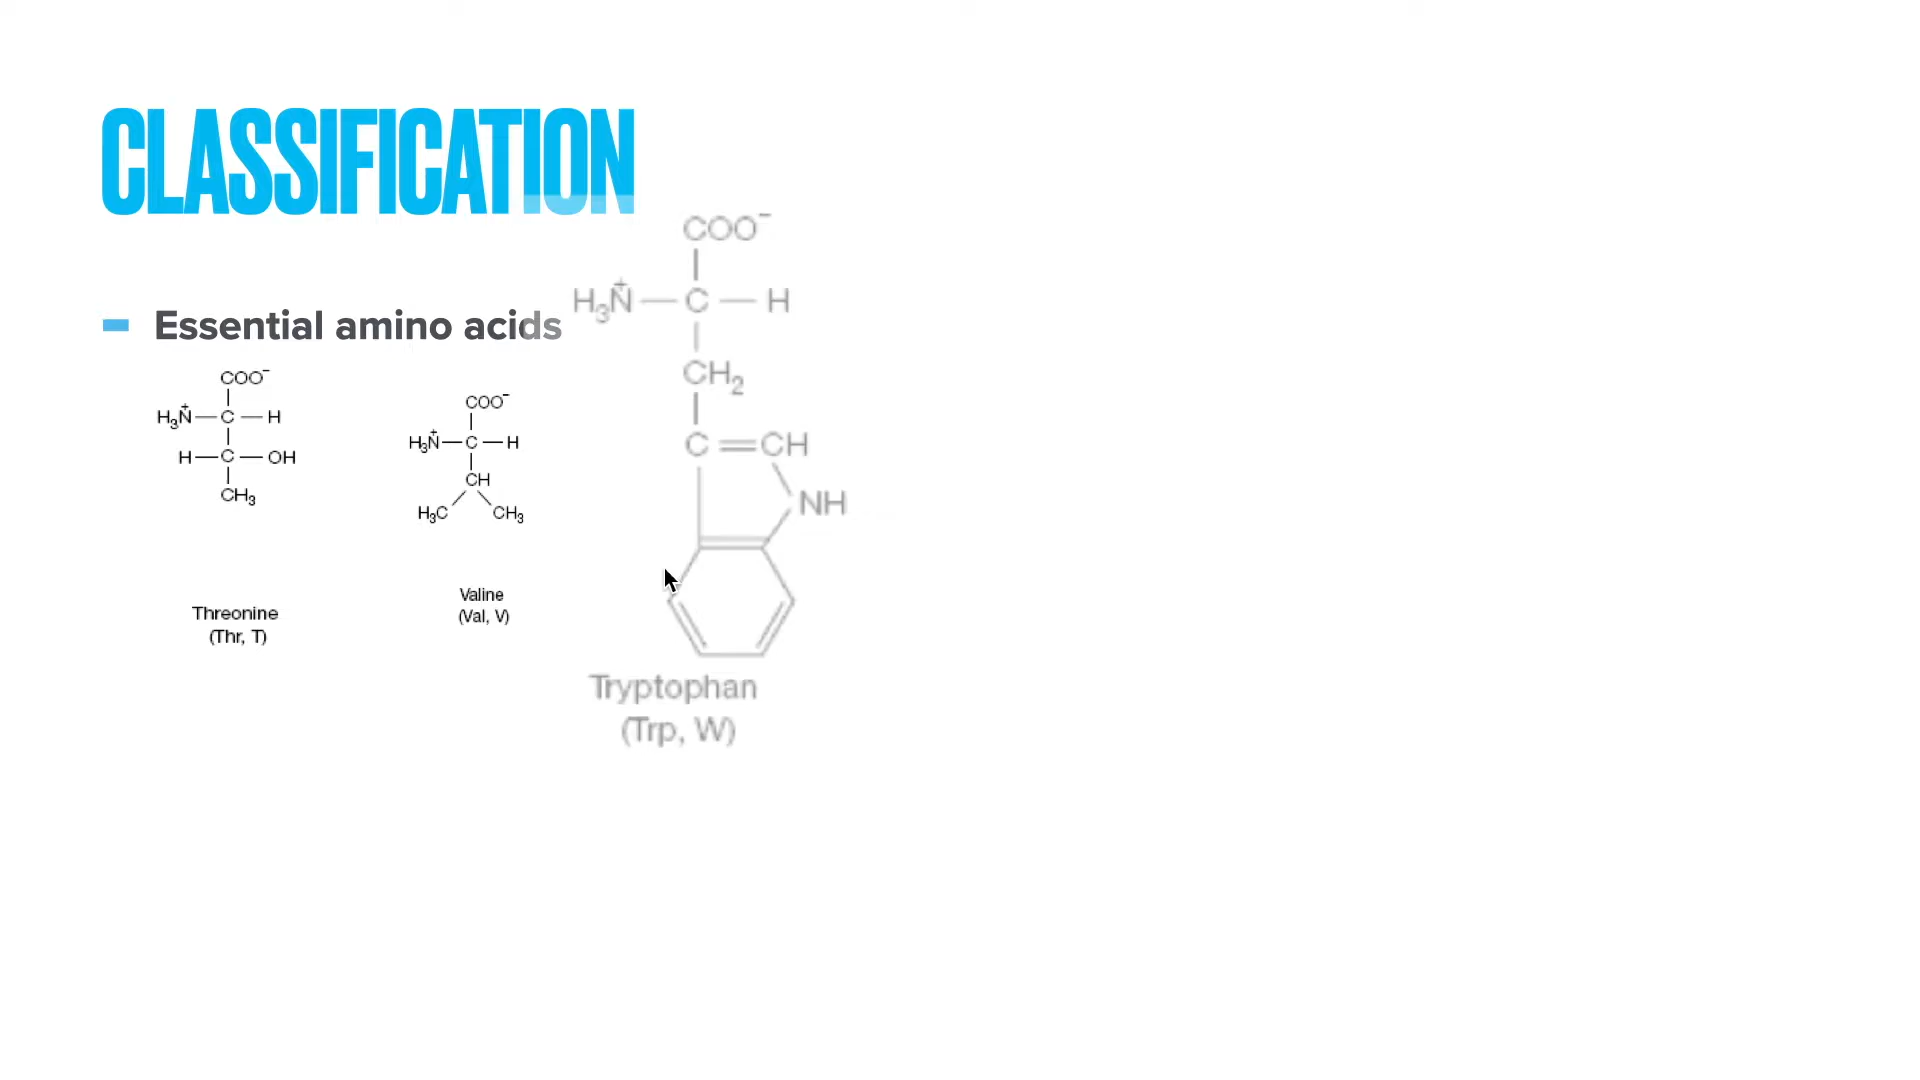 CLASSIFICATION
Essential amino acids
COO⁻
H₃N⁺—C—H
H—C—OH
CH₃
Threonine
(Thr, T)
COO⁻
H₃N⁺—C—H
CH
H₃C CH₃
Valine
(Val, V)
COO⁻
H₃N⁺—C—H
CH₂
C=CH
NH
Tryptophan
(Trp, W)